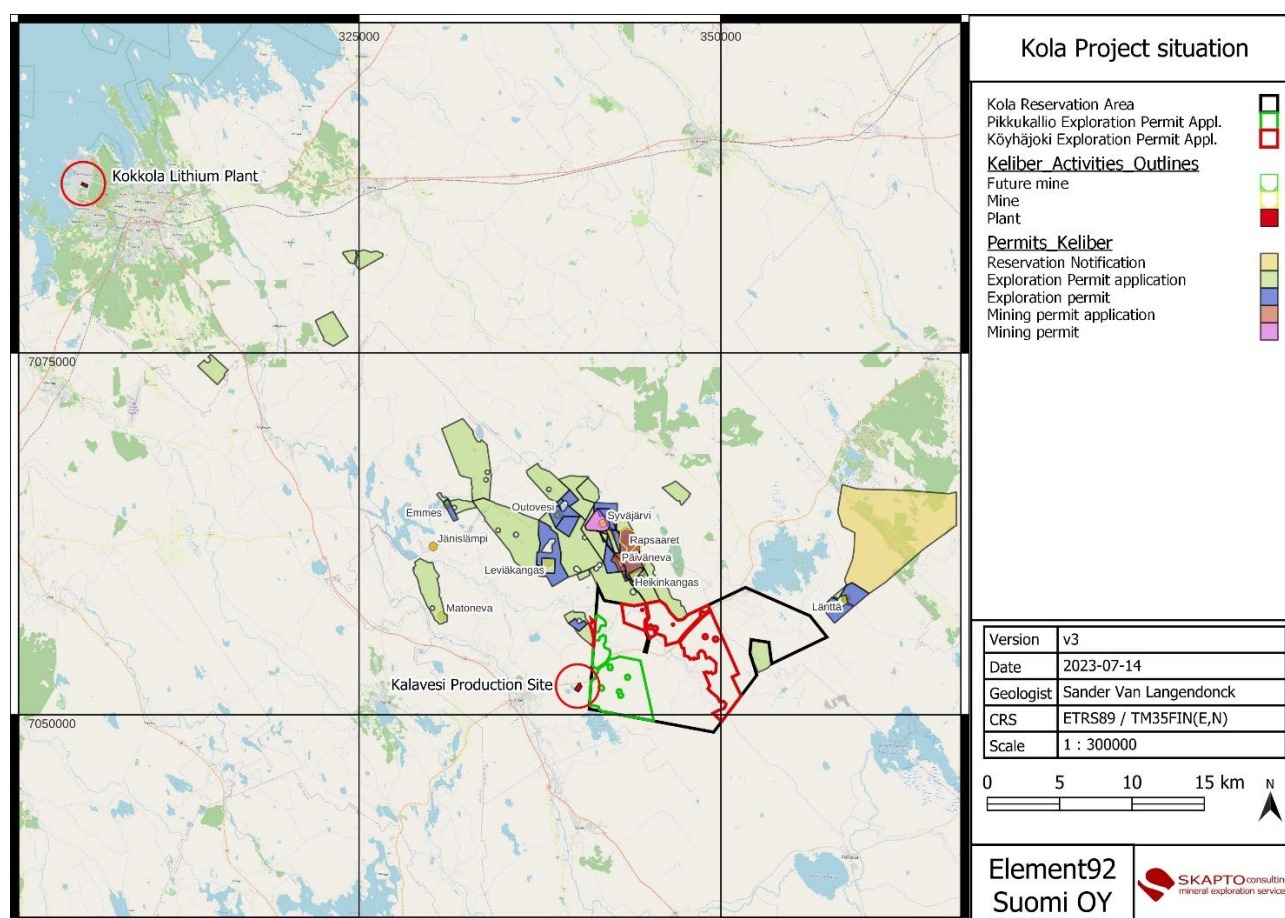 325000
350000
Kokkola Lithium Plant
7075000
Emmes
Outovesi
Syväjärvi
Jänislämpi
Rapsaaret
Päiväneva
Leviäkangas
Heikinkangas
Matoneva
Länttä
Kalavesi Production Site
7050000
Kola Project situation
Kola Reservation Area
Pikkukallio Exploration Permit Appl.
Köyhäjoki Exploration Permit Appl.
Keliber_Activities_Outlines
Future mine
Mine
Plant
Permits_Keliber
Reservation Notification
Exploration Permit application
Exploration permit
Mining permit application
Mining permit
Version v3
Date 2023-07-14
Geologist Sander Van Langendonck
CRS ETRS89 / TM35FIN(E,N)
Scale 1 : 300000
0 5 10 15 km
N
Element92
Suomi OY
SKAPTO consulting
mineral exploration service